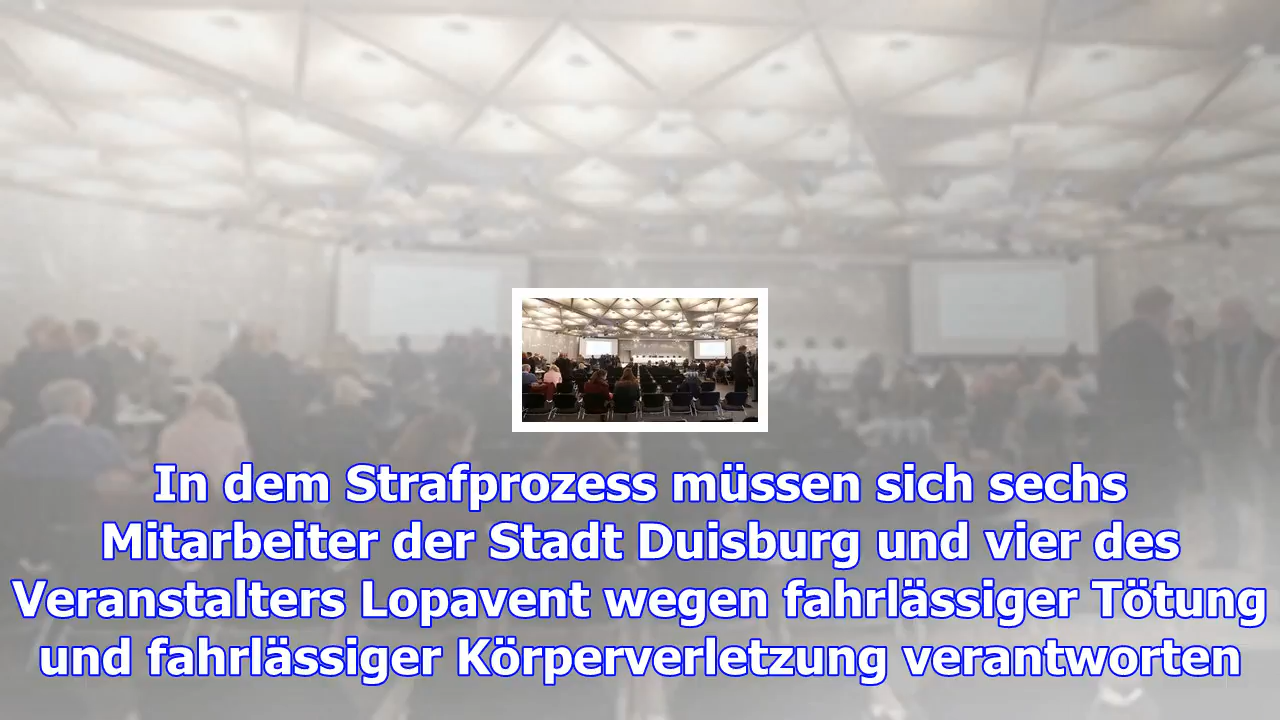 In dem Strafprozess müssen sich sechs
Mitarbeiter der Stadt Duisburg und vier des
Veranstalters Lopavent wegen fahrlässiger Tötung
und fahrlässiger Körperverletzung verantworten